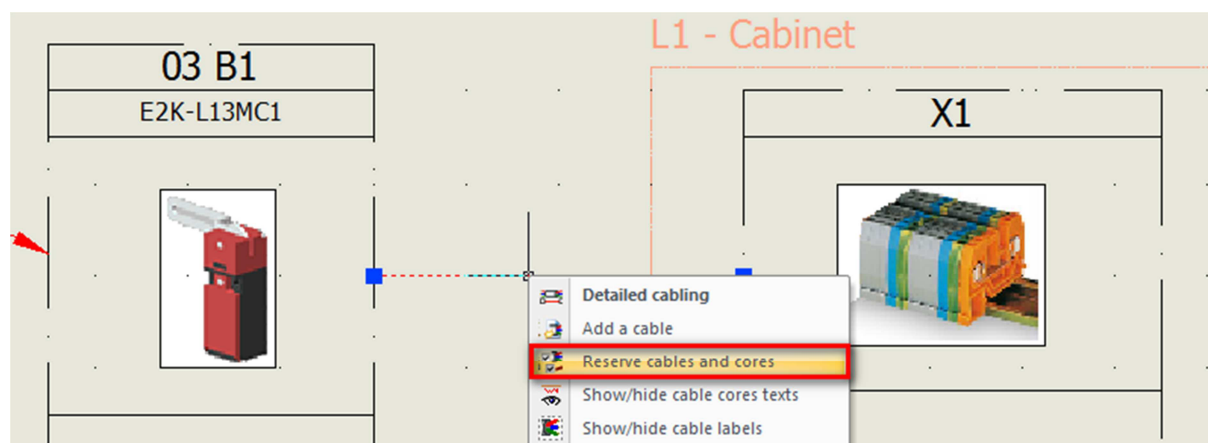 L1 - Cabinet
03 B1
E2K-L13MC1
X1
Detailed cabling
Add a cable
Reserve cables and cores
Show/hide cable cores texts
Show/hide cable labels